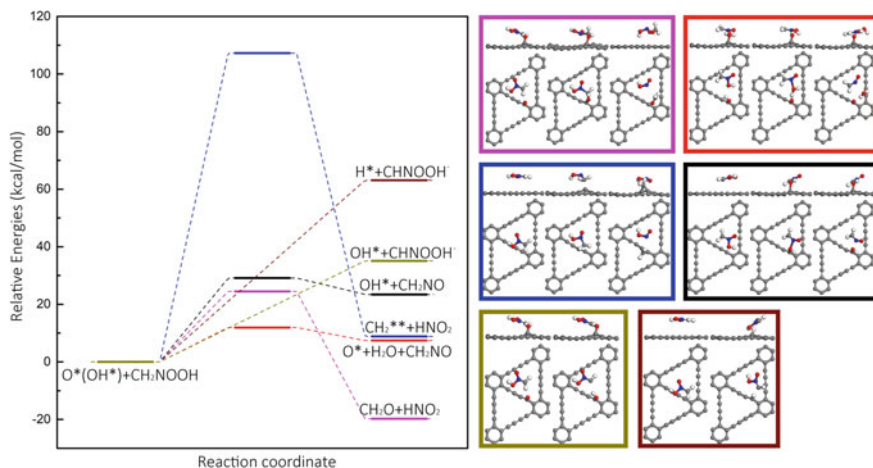 120
100
80
60
40
20
0
-20
Relative Energies (kcal/mol)
Reaction coordinate
H*+CHNOOH·
OH*+CHNOOH·
OH*+CH₂NO
CH₂**+HNO₂
O*+H₂O+CH₂NO
O*(OH*)+CH₂NOOH
CH₂O+HNO₂